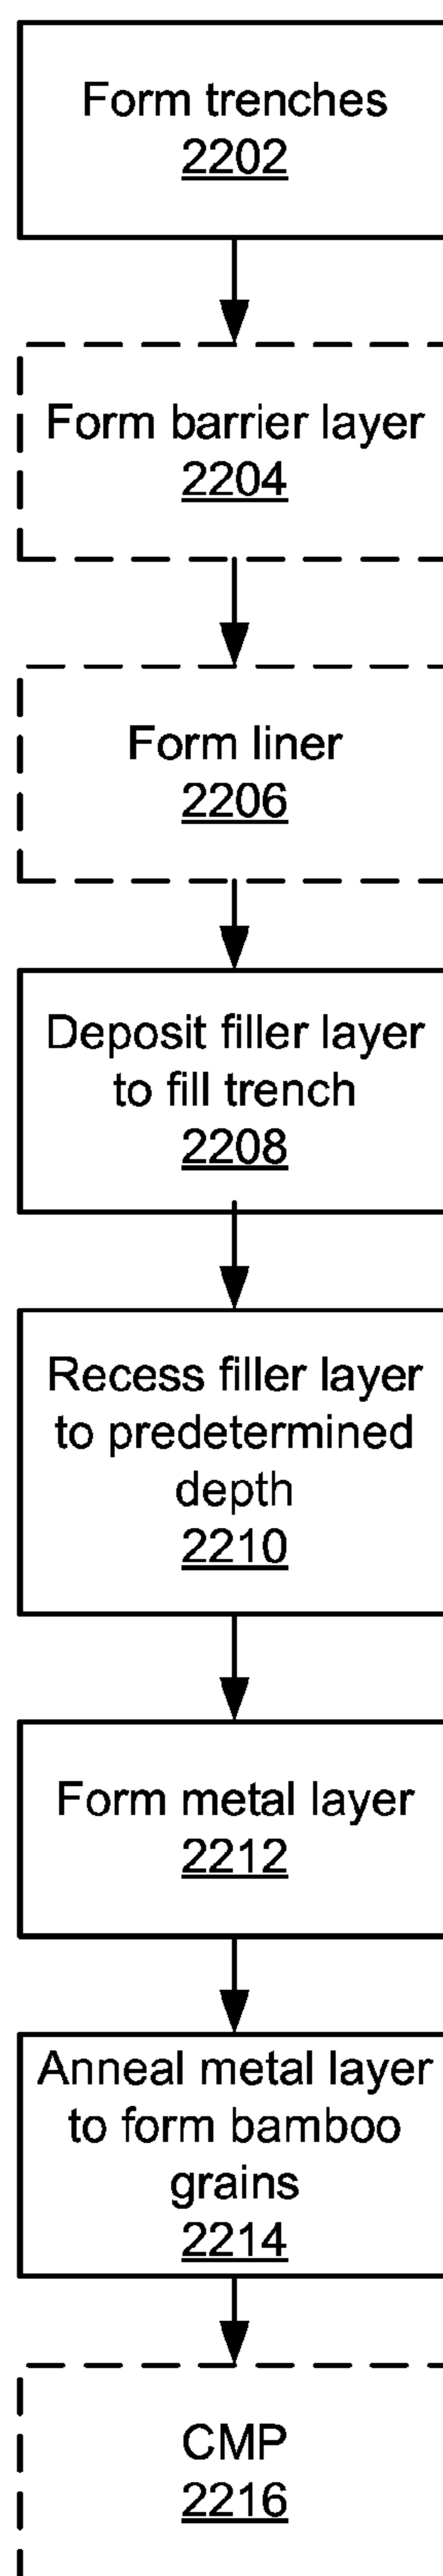 Form trenches
2202
Form barrier layer
2204
Form liner
2206
Deposit filler layer
to fill trench
2208
Recess filler layer
to predetermined
depth
2210
Form metal layer
2212
Anneal metal layer
to form bamboo
grains
2214
CMP
2216